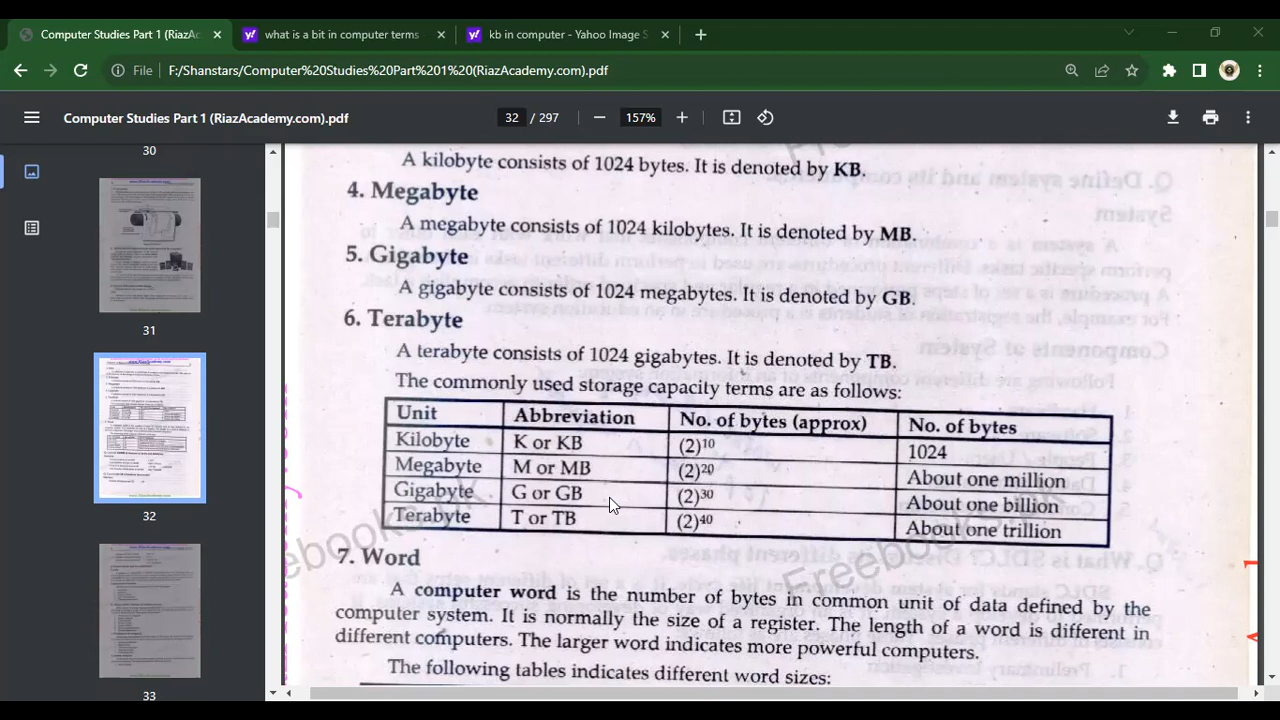 Computer Studies Part 1 (RiazAc
what is a bit in computer terms
kb in computer - Yahoo Image S
File F:/Shanstars/Computer%20Studies%20Part%201%20(RiazAcademy.com).pdf
Computer Studies Part 1 (RiazAcademy.com).pdf
32 / 297
157%
30
31
32
33
A kilobyte consists of 1024 bytes. It is denoted by KB.
4. Megabyte
A megabyte consists of 1024 kilobytes. It is denoted by MB.
5. Gigabyte
A gigabyte consists of 1024 megabytes. It is denoted by GB.
6. Terabyte
A terabyte consists of 1024 gigabytes. It is denoted by TB.
The commonly used storage capacity terms are as follows:
Unit Abbreviation No. of bytes (approx) No. of bytes
Kilobyte K or KB (2)10 1024
Megabyte M or MB (2)20 About one million
Gigabyte G or GB (2)30 About one billion
Terabyte T or TB (2)40 About one trillion
7. Word
A computer word is the number of bytes in common unit of data defined by the
computer system. It is normally the size of a register. The length of a word is different in
different computers. The larger word indicates more powerful computers.
The following tables indicates different word sizes: